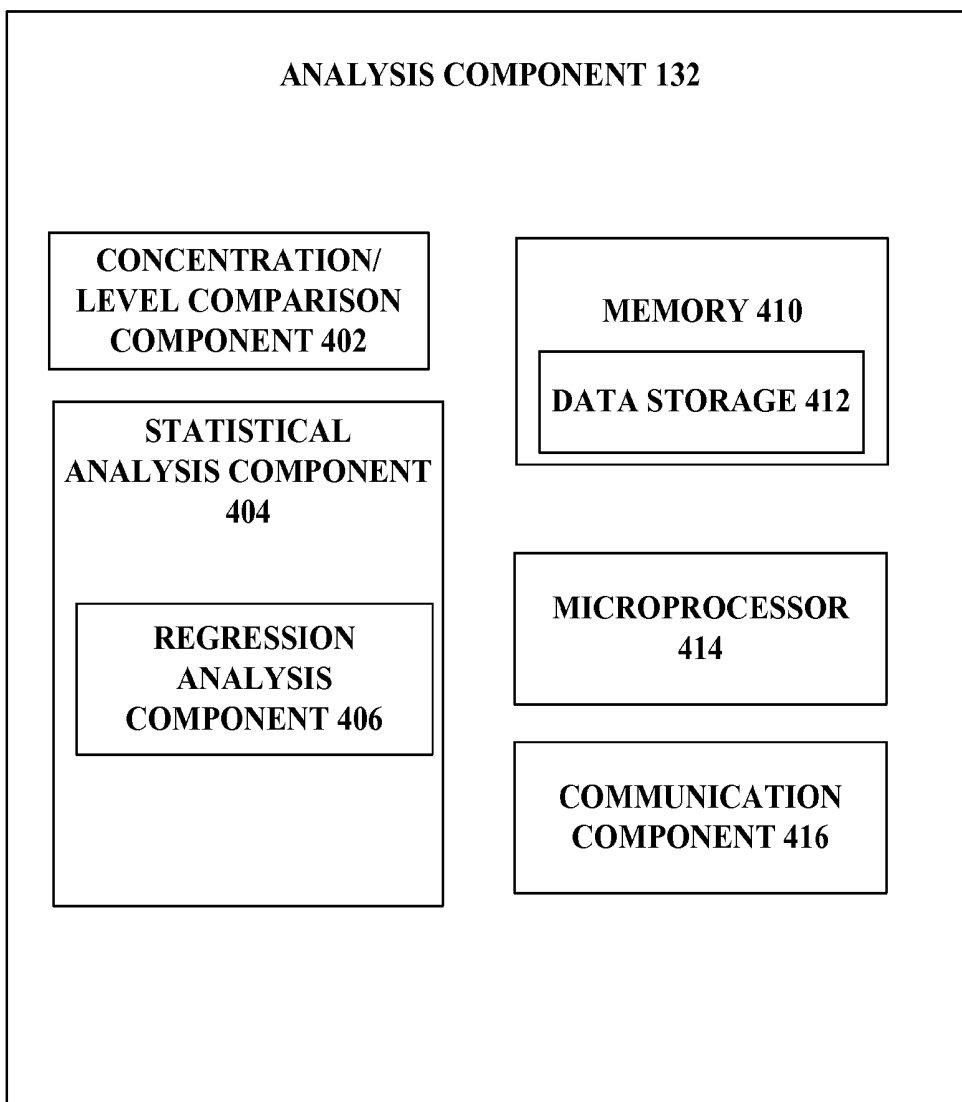 ANALYSIS COMPONENT 132
CONCENTRATION/
LEVEL COMPARISON
COMPONENT 402
STATISTICAL
ANALYSIS COMPONENT
404
REGRESSION
ANALYSIS
COMPONENT 406
MEMORY 410
DATA STORAGE 412
MICROPROCESSOR
414
COMMUNICATION
COMPONENT 416